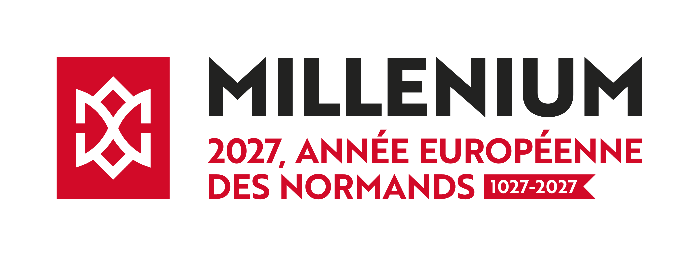 MILLENIUM
2027, ANNÉE EUROPÉENNE
DES NORMANDS 1027-2027